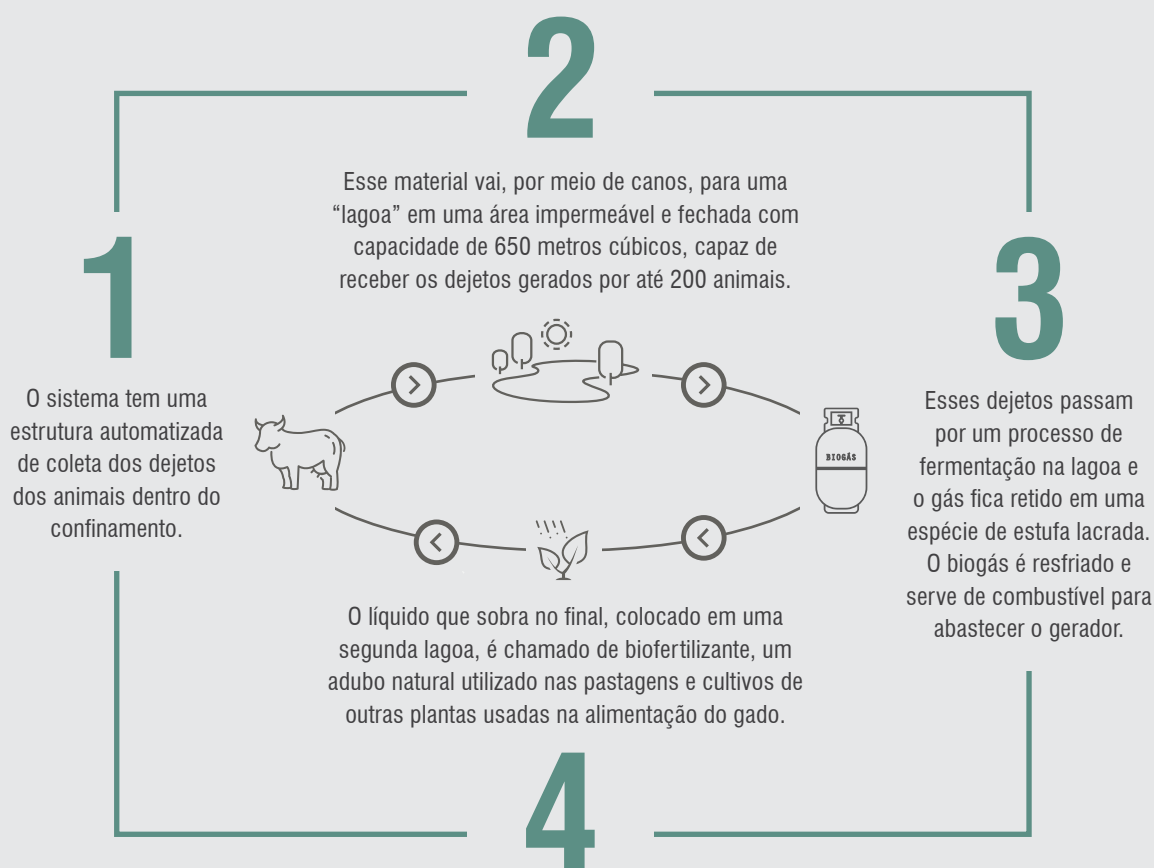 1
O sistema tem uma
estrutura automatizada
de coleta dos dejetos
dos animais dentro do
confinamento.
2
Esse material vai, por meio de canos, para uma
“lagoa” em uma área impermeável e fechada com
capacidade de 650 metros cúbicos, capaz de
receber os dejetos gerados por até 200 animais.
3
Esses dejetos passam
por um processo de
fermentação na lagoa e
o gás fica retido em uma
espécie de estufa lacrada.
O biogás é resfriado e
serve de combustível para
abastecer o gerador.
BIOGÁS
O líquido que sobra no final, colocado em uma
segunda lagoa, é chamado de biofertilizante, um
adubo natural utilizado nas pastagens e cultivos de
outras plantas usadas na alimentação do gado.
4